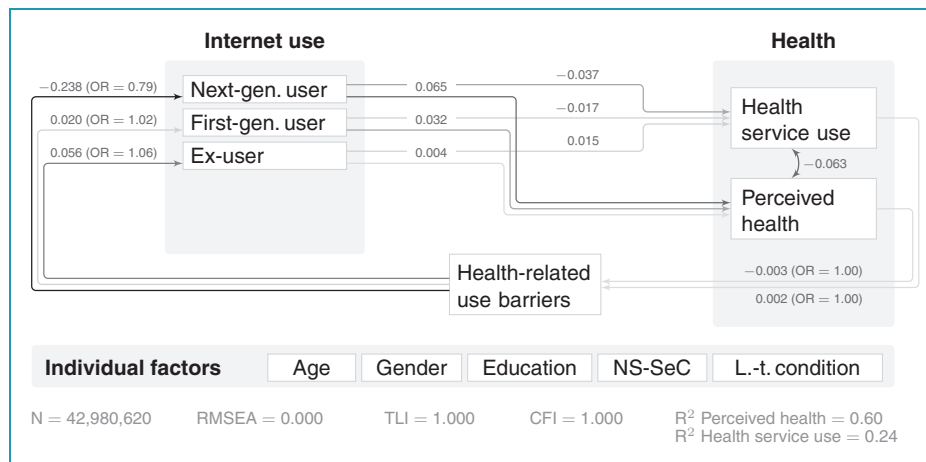 Internet use
Health
−0.238 (OR = 0.79)
Next-gen. user
0.065
−0.037
0.020 (OR = 1.02)
First-gen. user
0.032
−0.017
Health
service use
0.056 (OR = 1.06)
Ex-user
0.004
0.015
−0.063
Perceived
health
Health-related
use barriers
−0.003 (OR = 1.00)
0.002 (OR = 1.00)
Individual factors
Age
Gender
Education
NS-SeC
L.-t. condition
N = 42,980,620
RMSEA = 0.000
TLI = 1.000
CFI = 1.000
R² Perceived health = 0.60
R² Health service use = 0.24